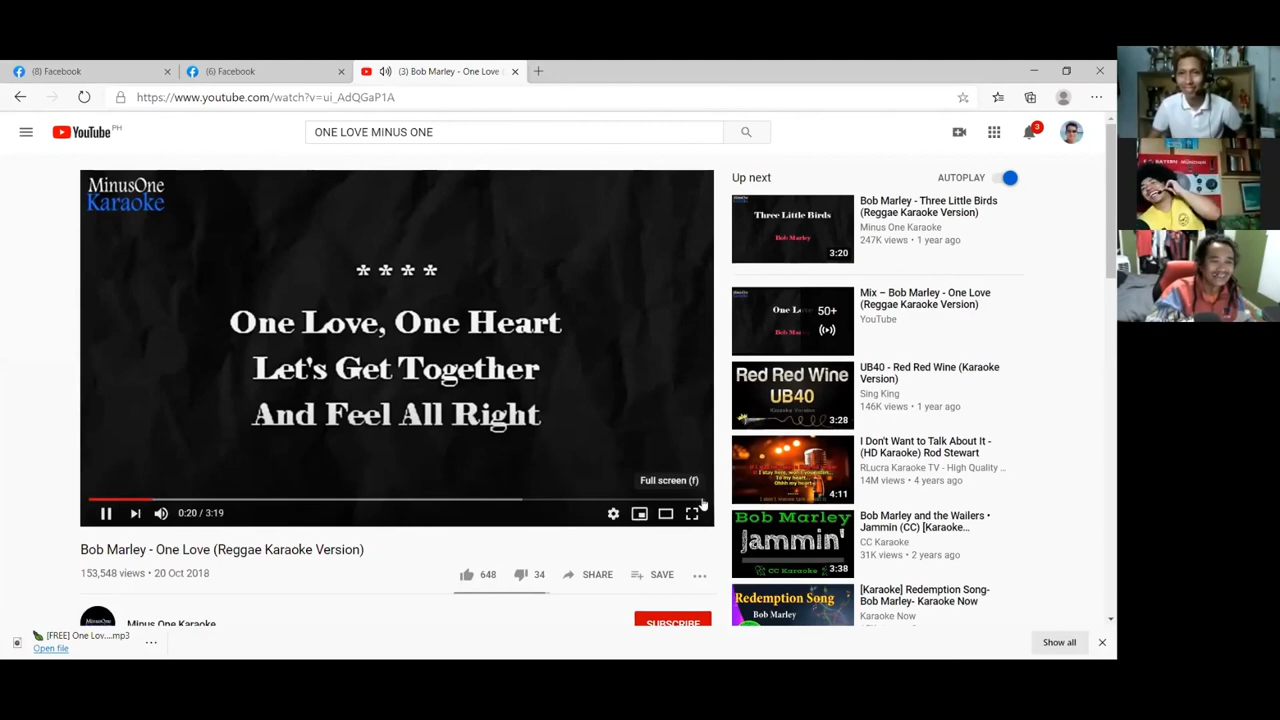 (8) Facebook
(6) Facebook
(3) Bob Marley - One Love
https://www.youtube.com/watch?v=ui_AdQGaP1A
YouTube PH
ONE LOVE MINUS ONE
3
MinusOne
Karaoke
* * * *
One Love, One Heart
Let's Get Together
And Feel All Right
Full screen (f)
0:20 / 3:19
Bob Marley - One Love (Reggae Karaoke Version)
153,548 views • 20 Oct 2018
648
34
SHARE
SAVE
Minus One Karaoke
SUBSCRIBE
Up next
AUTOPLAY
Three Little Birds
Bob Marley
3:20
Bob Marley - Three Little Birds
(Reggae Karaoke Version)
Minus One Karaoke
247K views • 1 year ago
One Lo
Bob Mar
50+
Mix – Bob Marley - One Love
(Reggae Karaoke Version)
YouTube
Red Red Wine
UB40
3:28
UB40 - Red Red Wine (Karaoke
Version)
Sing King
146K views • 1 year ago
4:11
I Don't Want to Talk About It -
(HD Karaoke) Rod Stewart
RLucra Karaoke TV - High Quality ...
14M views • 4 years ago
Bob Marley
Jammin'
CC Karaoke
3:38
Bob Marley and the Wailers •
Jammin (CC) [Karaoke...
CC Karaoke
31K views • 2 years ago
Redemption Song
Bob Marley
[Karaoke] Redemption Song-
Bob Marley- Karaoke Now
Karaoke Now
[FREE] One Lov....mp3
Open file
Show all
BAYERN MÜNCHEN